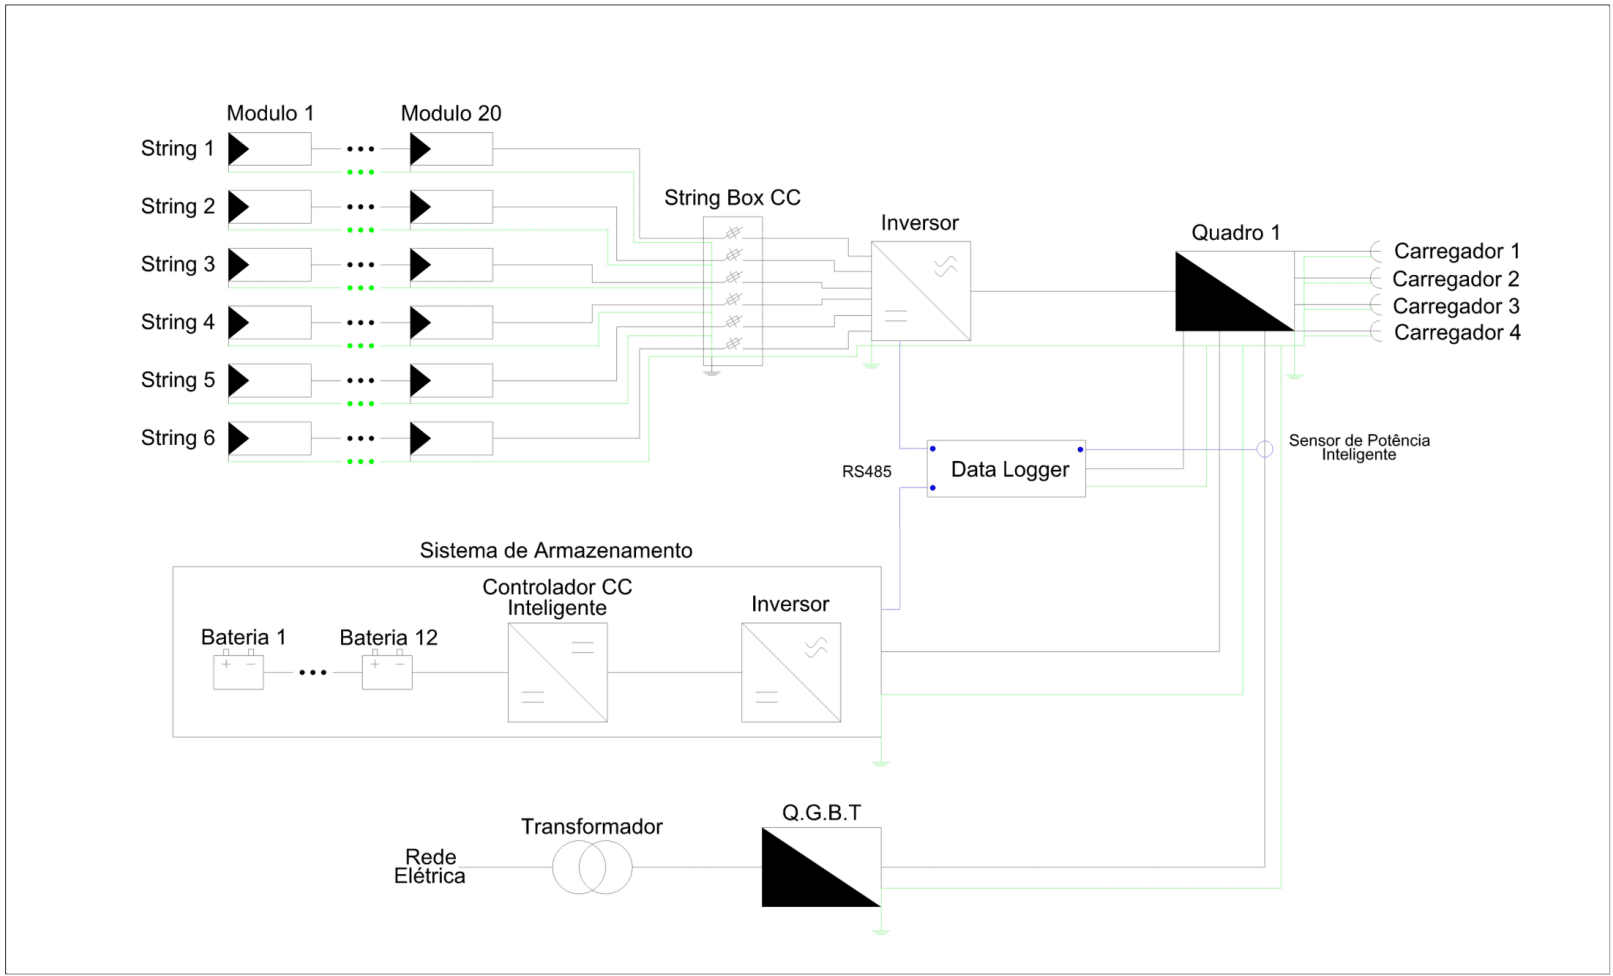 Modulo 1
Modulo 20
String 1
String 2
String 3
String 4
String 5
String 6
String Box CC
Inversor
Quadro 1
Carregador 1
Carregador 2
Carregador 3
Carregador 4
Sensor de Potência
Inteligente
RS485
Data Logger
Sistema de Armazenamento
Controlador CC
Inteligente
Inversor
Bateria 1
Bateria 12
+ −
+ −
Q.G.B.T
Transformador
Rede
Elétrica